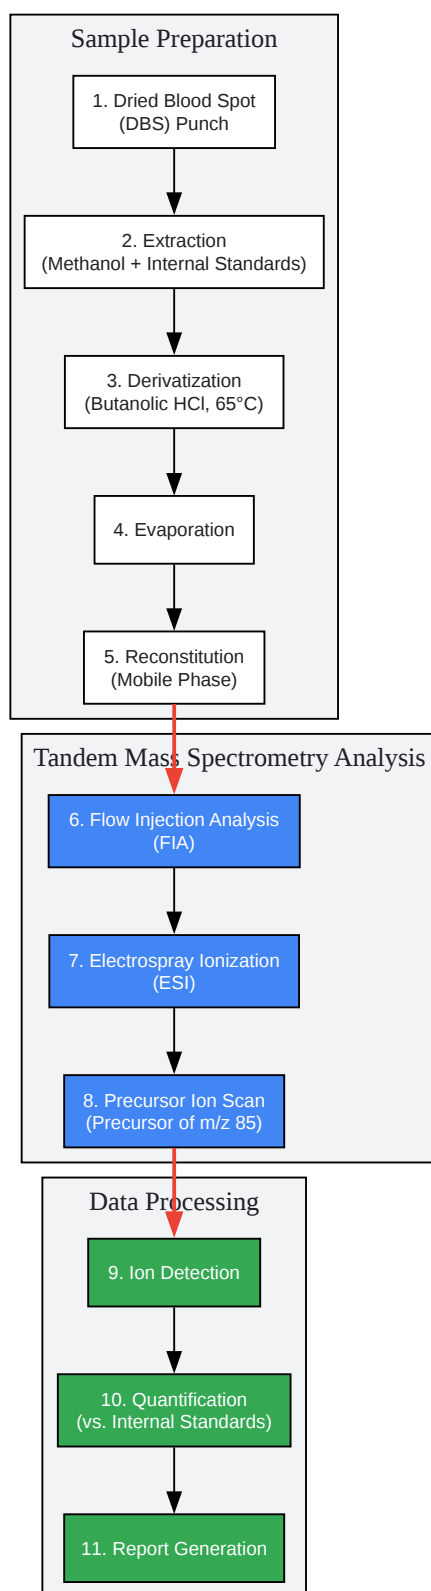 Sample Preparation
1. Dried Blood Spot
(DBS) Punch
2. Extraction
(Methanol + Internal Standards)
3. Derivatization
(Butanolic HCl, 65°C)
4. Evaporation
5. Reconstitution
(Mobile Phase)
Tandem Mass Spectrometry Analysis
6. Flow Injection Analysis
(FIA)
7. Electrospray Ionization
(ESI)
8. Precursor Ion Scan
(Precursor of m/z 85)
Data Processing
9. Ion Detection
10. Quantification
(vs. Internal Standards)
11. Report Generation